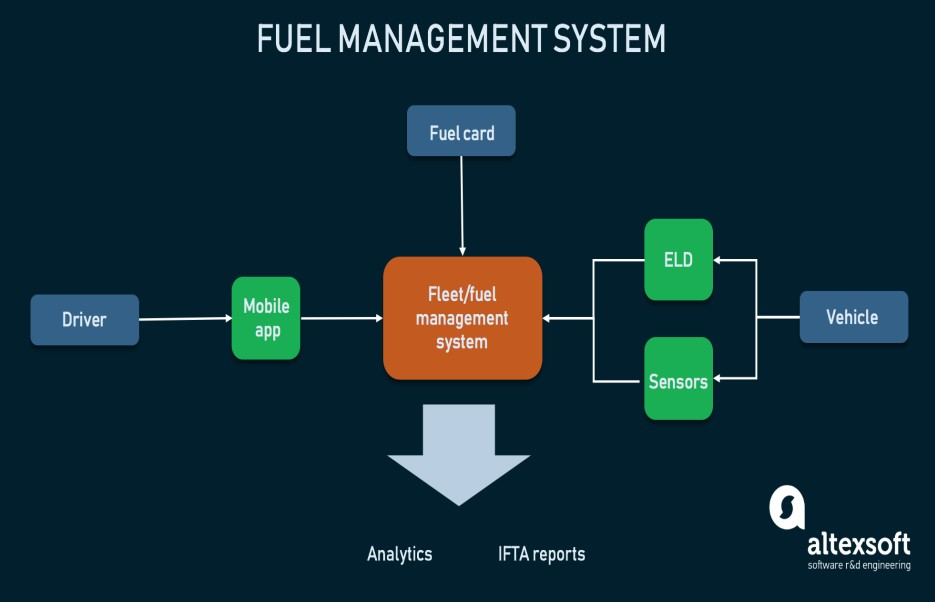 FUEL MANAGEMENT SYSTEM
Fuel card
ELD
Driver
Mobile
app
Fleet/fuel
management
system
Vehicle
Sensors
Analytics
IFTA reports
altexsoft
software r&d engineering